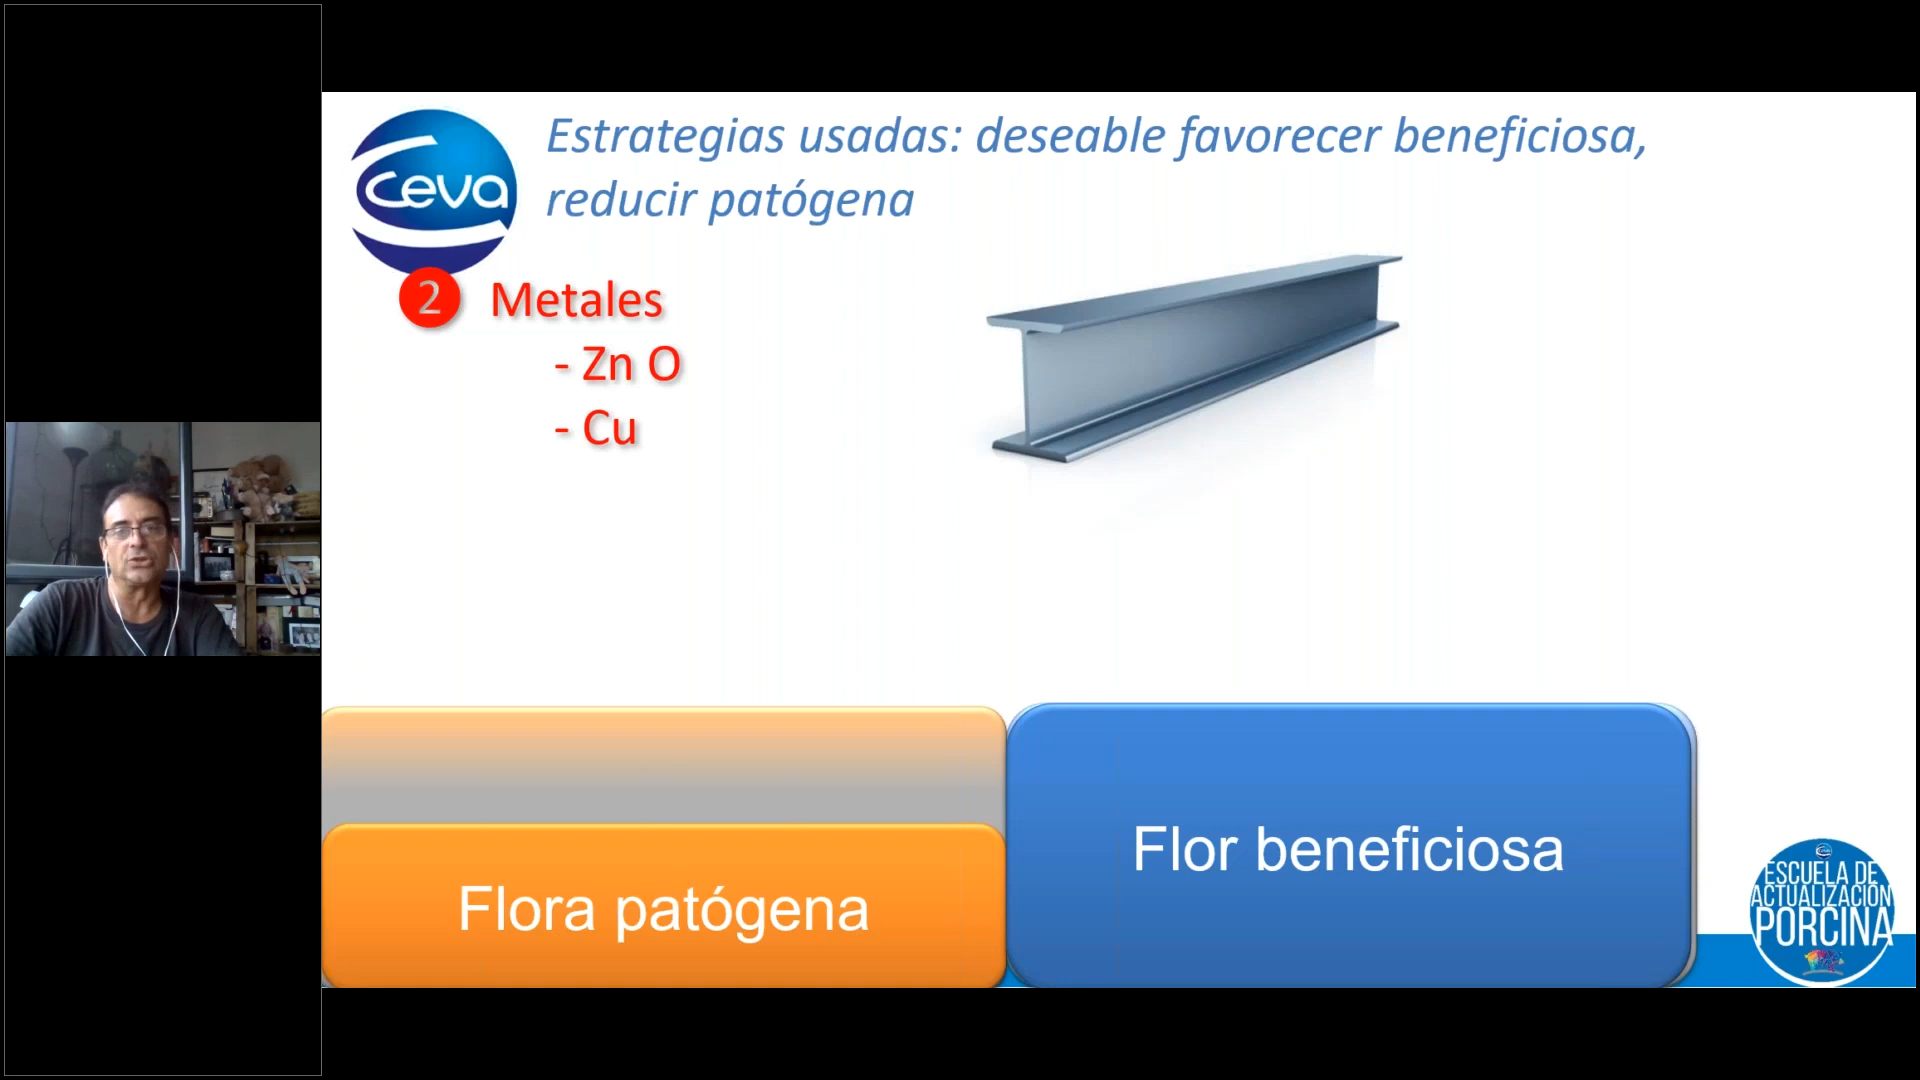 Ceva
Estrategias usadas: deseable favorecer beneficiosa,
reducir patógena
2 Metales
- Zn O
- Cu
Flora patógena
Flor beneficiosa
ESCUELA DE
ACTUALIZACIÓN
PORCINA